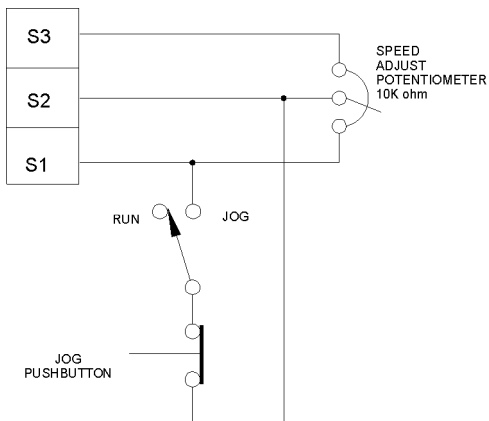 S3
SPEED
ADJUST
POTENTIOMETER
10K ohm
S2
S1
RUN
JOG
JOG
PUSHBUTTON